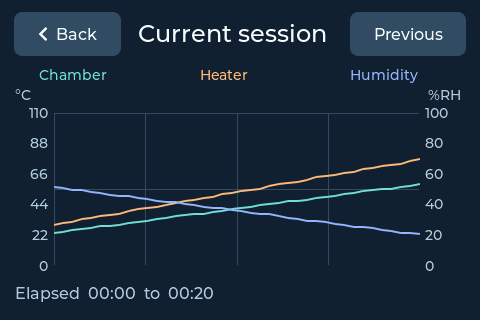 Back Current session Previous
Chamber Heater Humidity
°C %RH
110 100
88 80
66 60
44 40
22 20
0 0
Elapsed 00:00 to 00:20